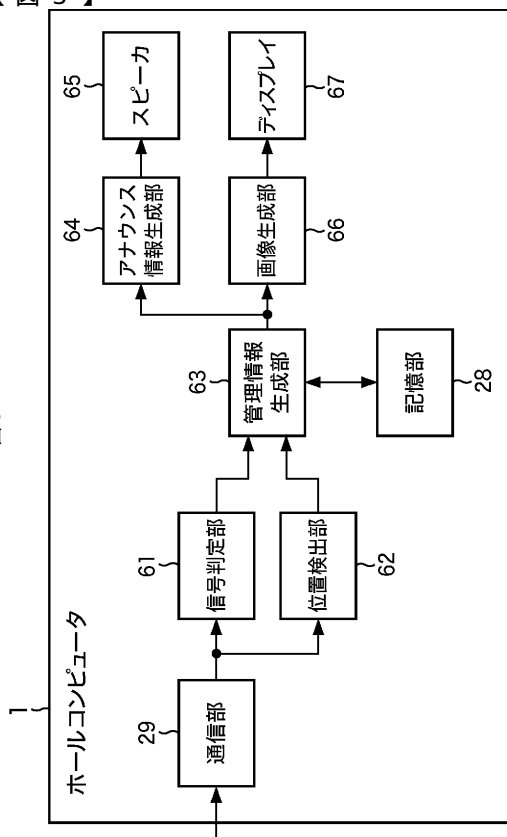 1
ホールコンピュータ
29
通信部
61
信号判定部
62
位置検出部
63
管理情報
生成部
28
記憶部
64
アナウンス
情報生成部
65
スピーカ
66
画像生成部
67
ディスプレイ